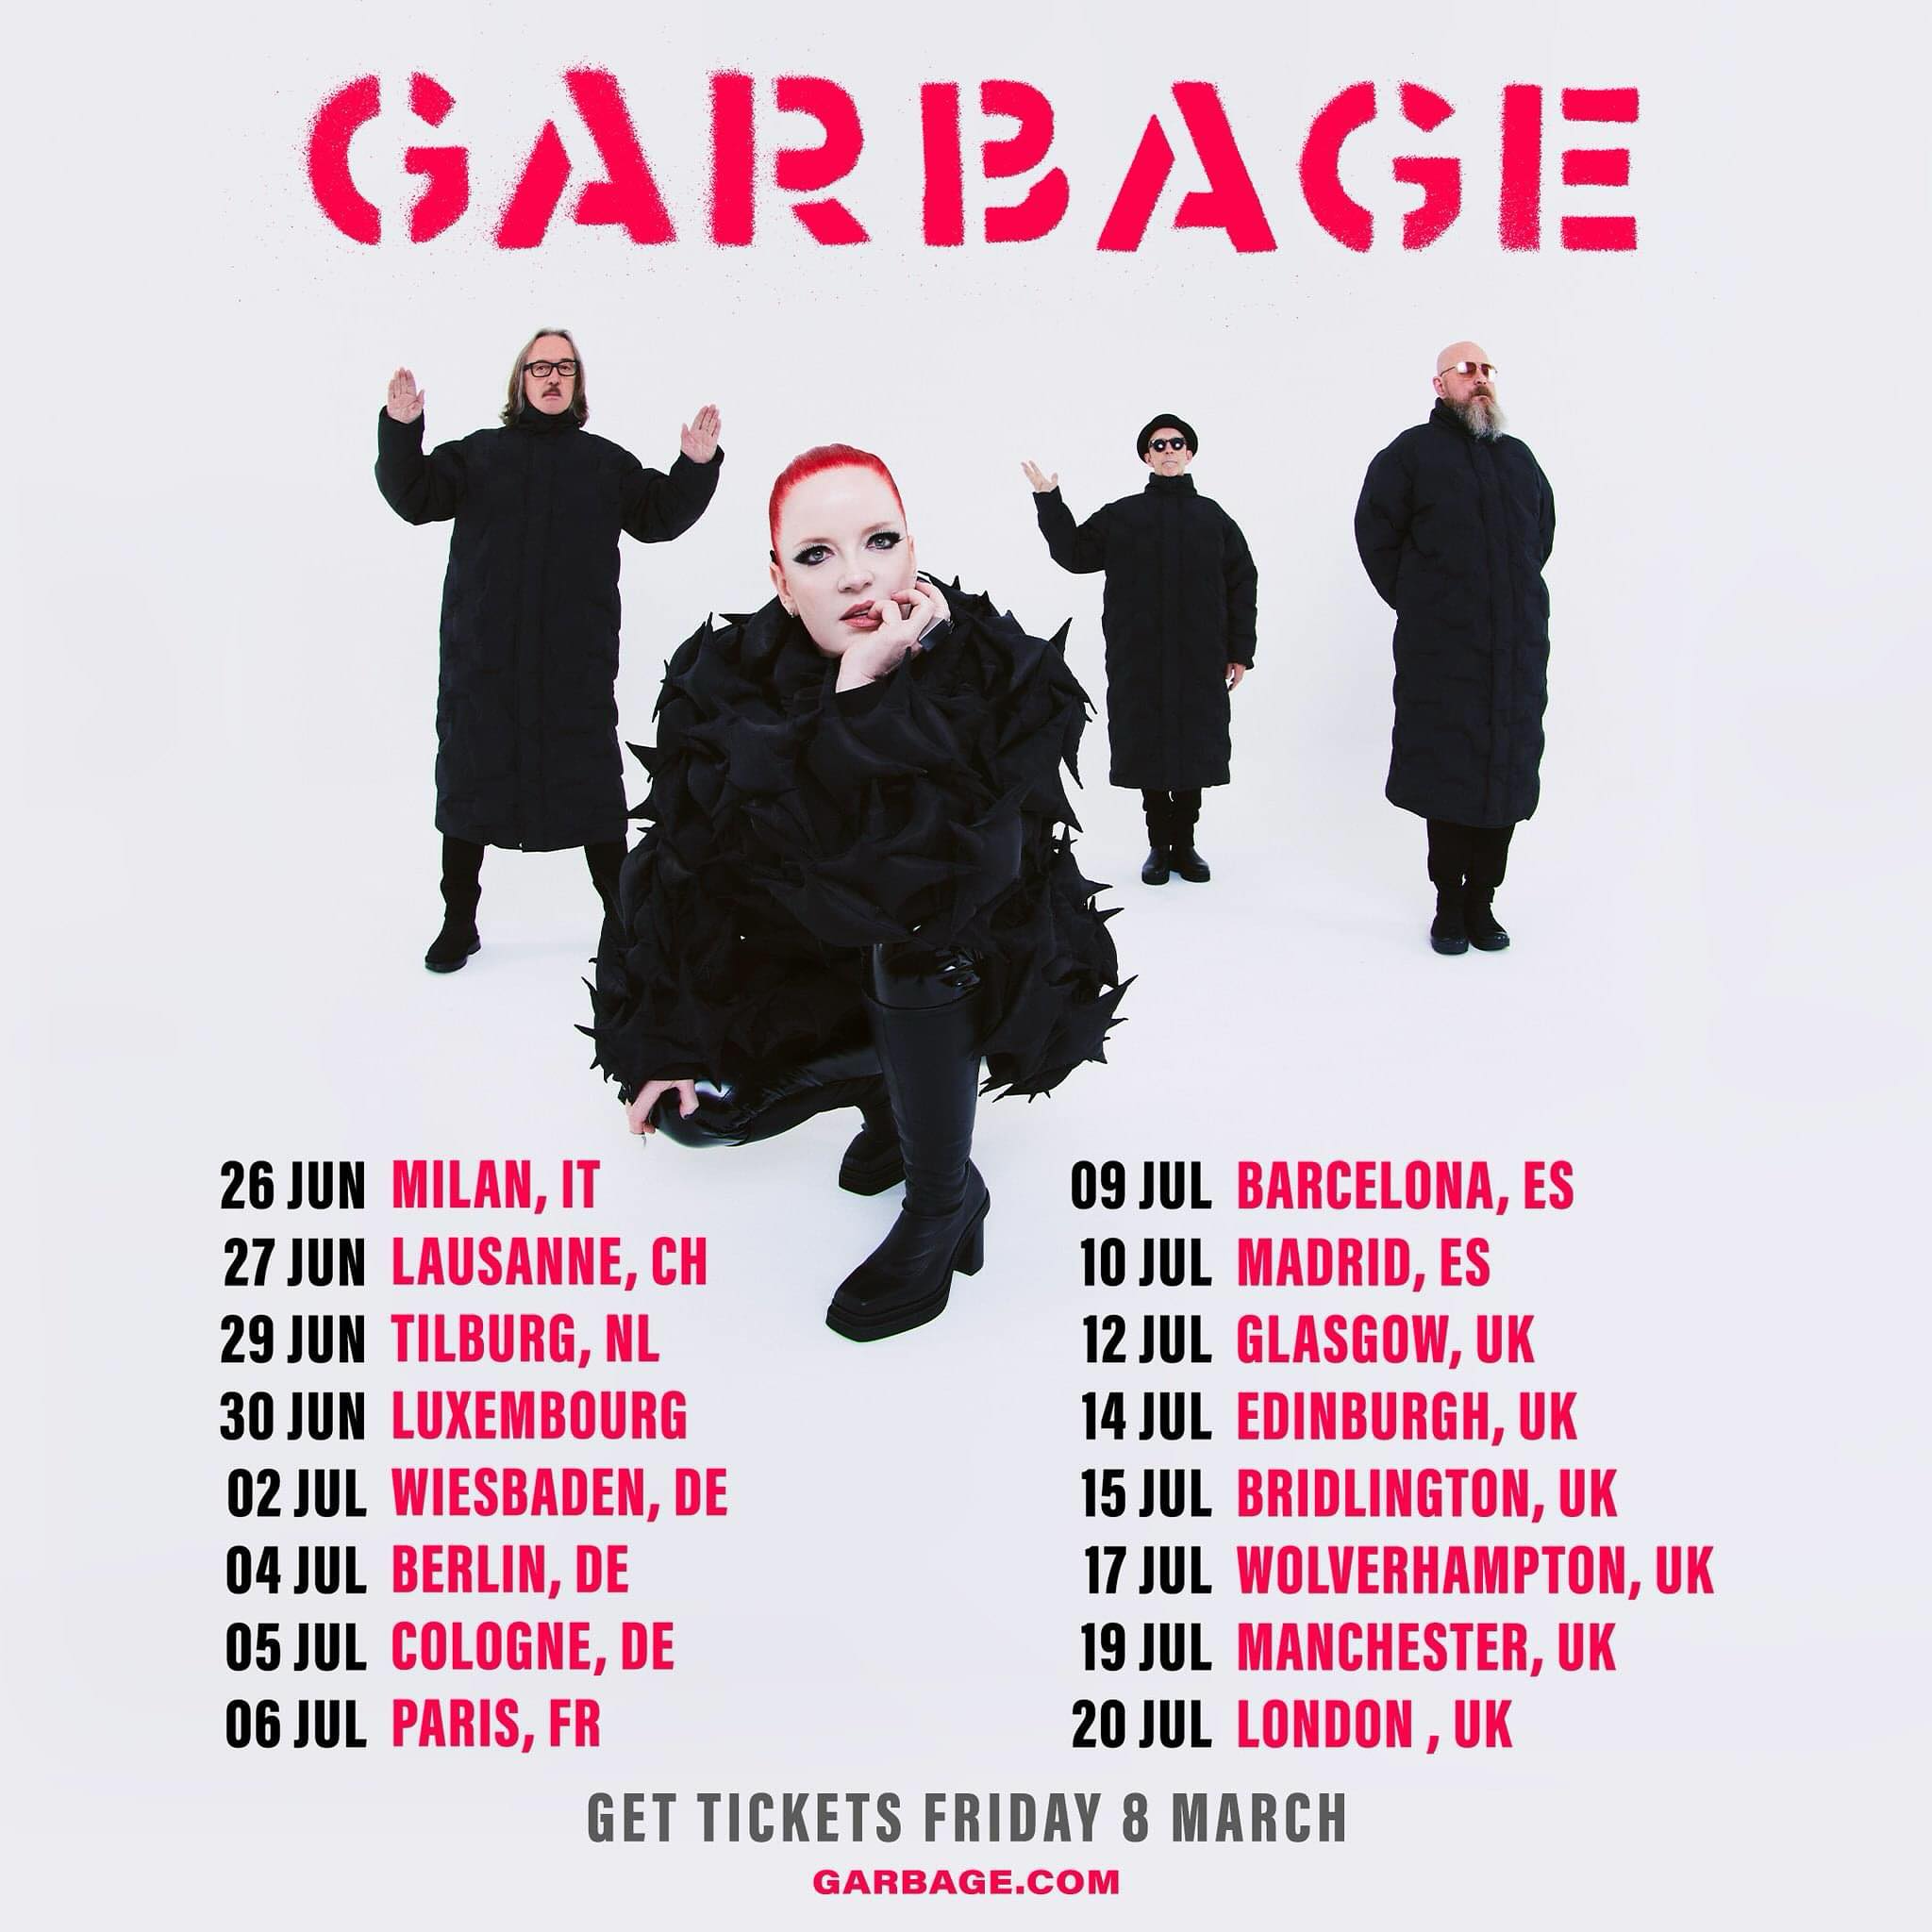 GARBAGE
26 JUN MILAN, IT
27 JUN LAUSANNE, CH
29 JUN TILBURG, NL
30 JUN LUXEMBOURG
02 JUL WIESBADEN, DE
04 JUL BERLIN, DE
05 JUL COLOGNE, DE
06 JUL PARIS, FR
09 JUL BARCELONA, ES
10 JUL MADRID, ES
12 JUL GLASGOW, UK
14 JUL EDINBURGH, UK
15 JUL BRIDLINGTON, UK
17 JUL WOLVERHAMPTON, UK
19 JUL MANCHESTER, UK
20 JUL LONDON , UK
GET TICKETS FRIDAY 8 MARCH
GARBAGE.COM